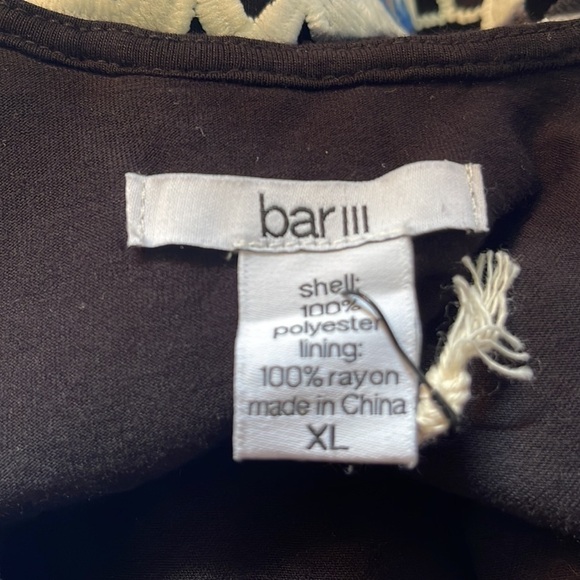 bar III
shell:
100%
polyester
lining:
100% rayon
made in China
XL